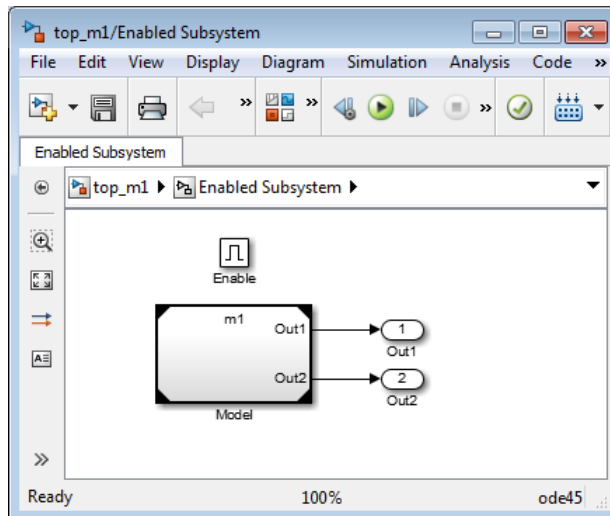 top_m1/Enabled Subsystem
File Edit View Display Diagram Simulation Analysis Code »
» » »
Enabled Subsystem
top_m1 Enabled Subsystem
Enable
m1
Out1
1
Out1
Out2
2
Out2
Model
A
»
Ready 100% ode45